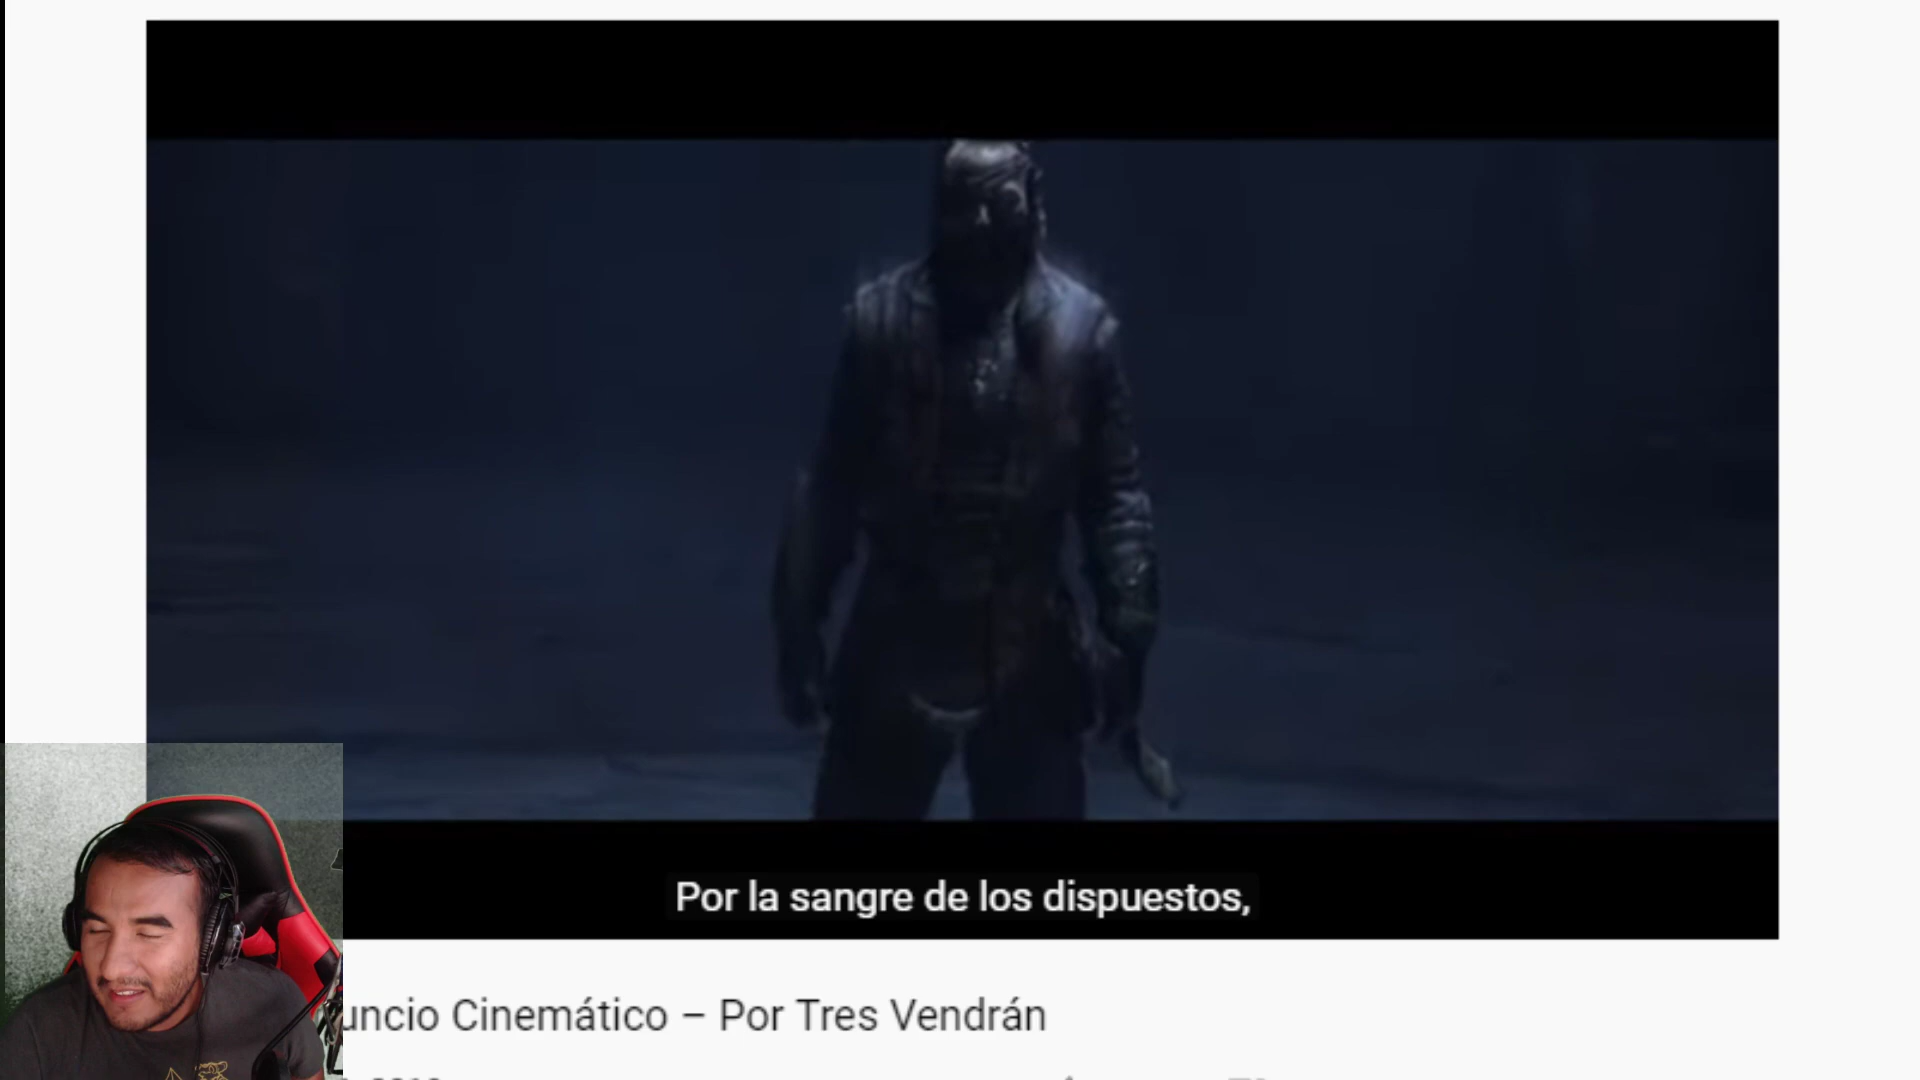 Por la sangre de los dispuestos,
uncio Cinemático – Por Tres Vendrán